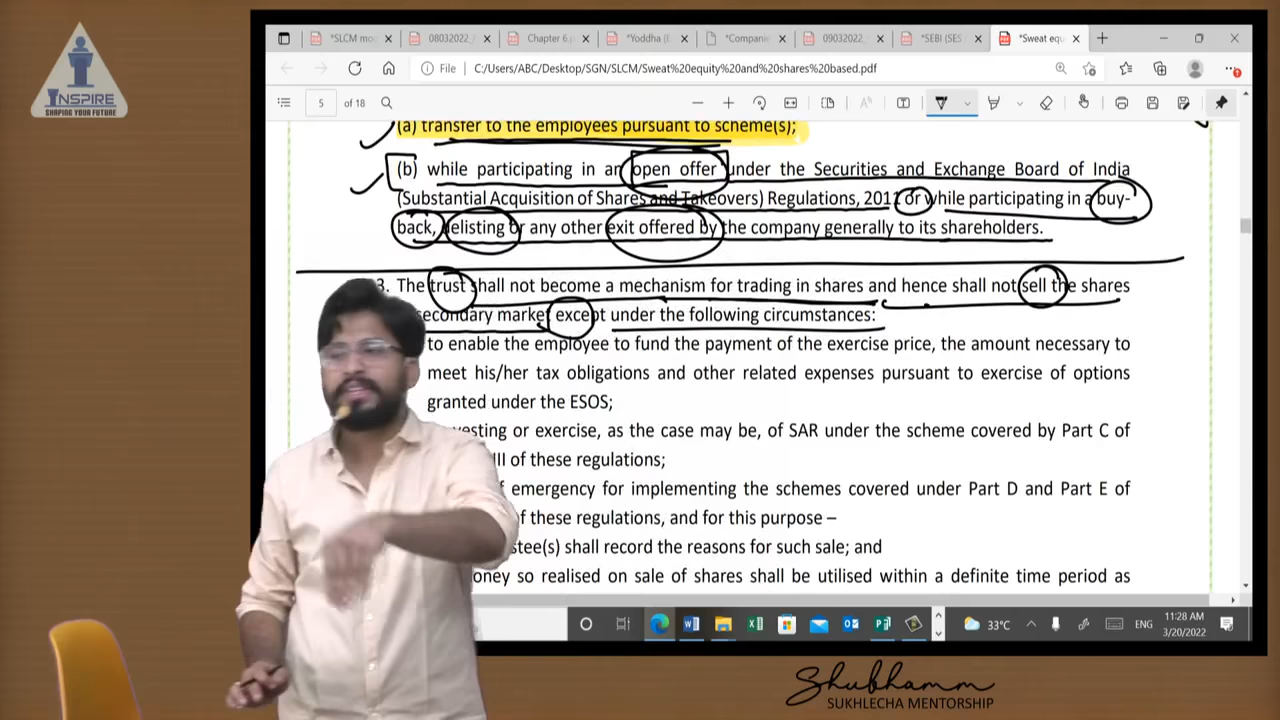 INSPIRE
SHAPING YOUR FUTURE
*SLCM mo
08032022_
Chapter 6.p
*Yoddha (E
*Companie
09032022_
*SEBI (SES
*Sweat equ
File
C:/Users/ABC/Desktop/SGN/SLCM/Sweat%20equity%20and%20shares%20based.pdf
5 of 18
(a) transfer to the employees pursuant to scheme(s);
(b) while participating in an open offer under the Securities and Exchange Board of India
(Substantial Acquisition of Shares and Takeovers) Regulations, 2011 or while participating in a buy-
back, delisting or any other exit offered by the company generally to its shareholders.
3. The trust shall not become a mechanism for trading in shares and hence shall not sell the shares
secondary market except under the following circumstances:
to enable the employee to fund the payment of the exercise price, the amount necessary to
meet his/her tax obligations and other related expenses pursuant to exercise of options
granted under the ESOS;
vesting or exercise, as the case may be, of SAR under the scheme covered by Part C of
III of these regulations;
f emergency for implementing the schemes covered under Part D and Part E of
f these regulations, and for this purpose –
stee(s) shall record the reasons for such sale; and
oney so realised on sale of shares shall be utilised within a definite time period as
33°C
ENG
11:28 AM
3/20/2022
Shubhamm
SUKHLECHA MENTORSHIP